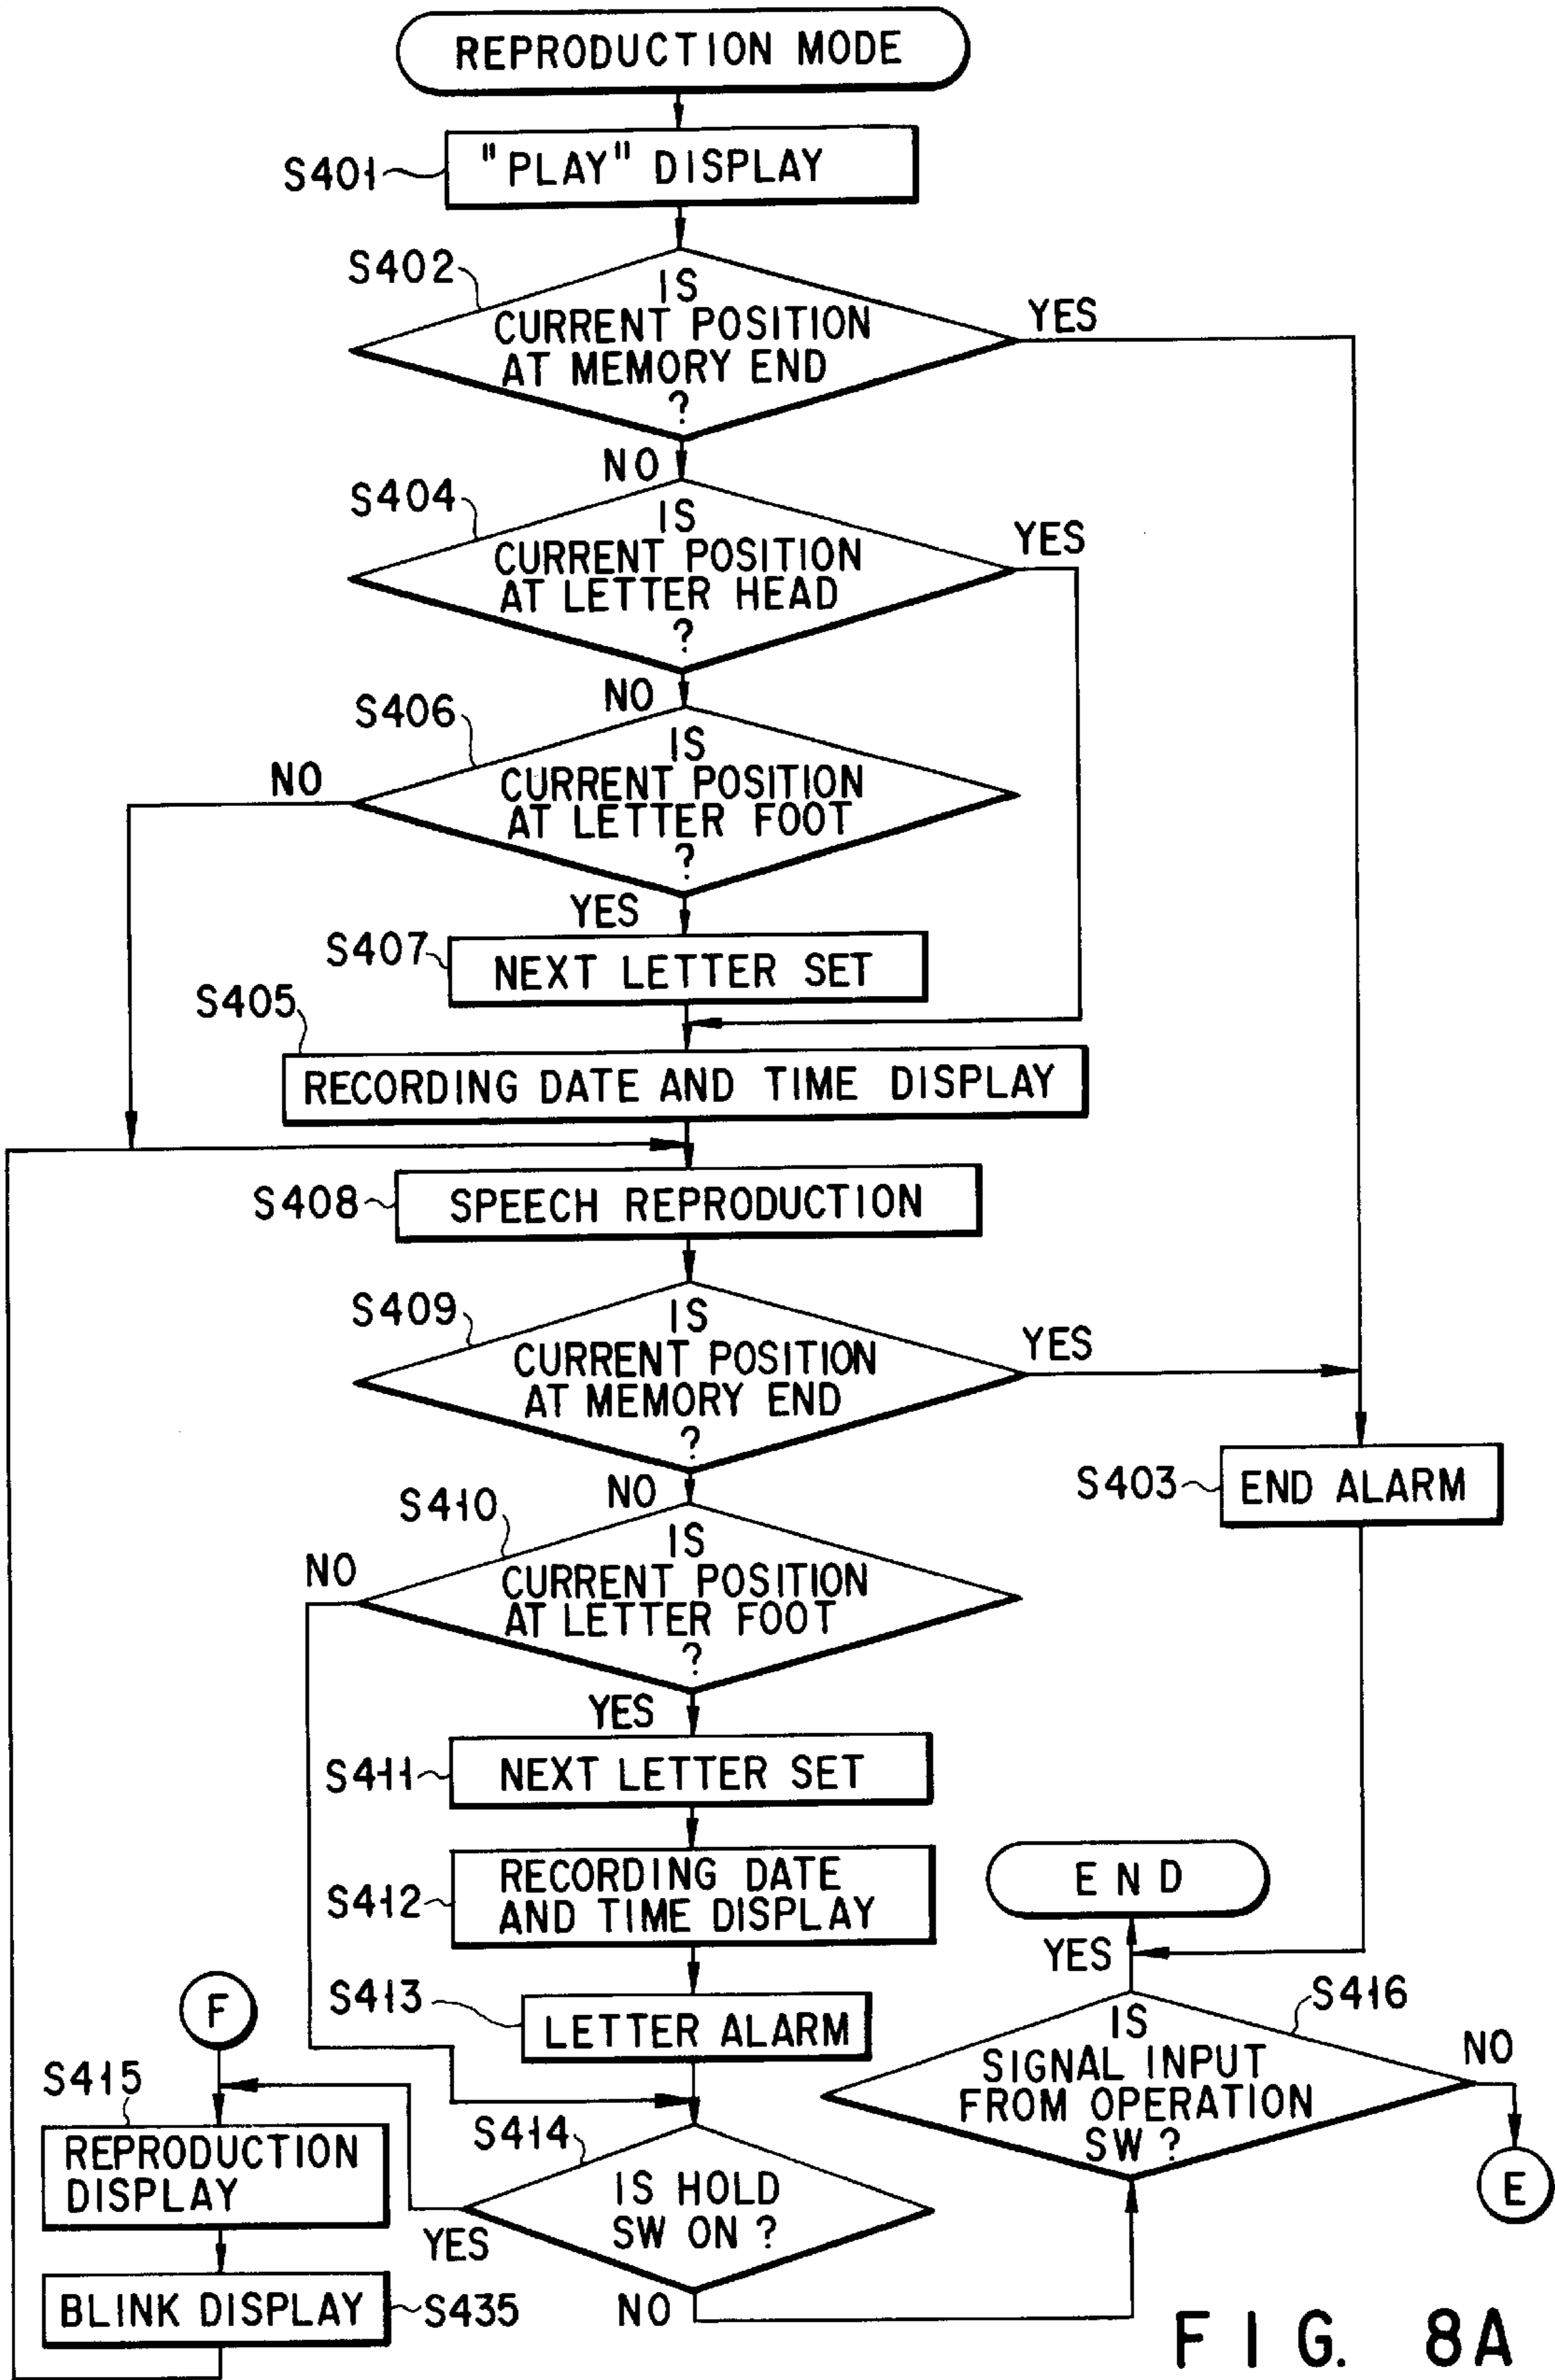 REPRODUCTION MODE
S401
"PLAY" DISPLAY
S402
IS
CURRENT POSITION
AT MEMORY END
?
YES
NO
S404
IS
CURRENT POSITION
AT LETTER HEAD
?
YES
NO
S406
IS
CURRENT POSITION
AT LETTER FOOT
?
NO
YES
S407
NEXT LETTER SET
S405
RECORDING DATE AND TIME DISPLAY
S408
SPEECH REPRODUCTION
S409
IS
CURRENT POSITION
AT MEMORY END
?
YES
NO
S403
END ALARM
S410
IS
CURRENT POSITION
AT LETTER FOOT
?
NO
YES
S411
NEXT LETTER SET
S412
RECORDING DATE
AND TIME DISPLAY
END
YES
S413
LETTER ALARM
S416
IS
SIGNAL INPUT
FROM OPERATION
SW ?
NO
E
F
S415
REPRODUCTION
DISPLAY
S414
IS HOLD
SW ON ?
YES
NO
BLINK DISPLAY
S435
FIG. 8A